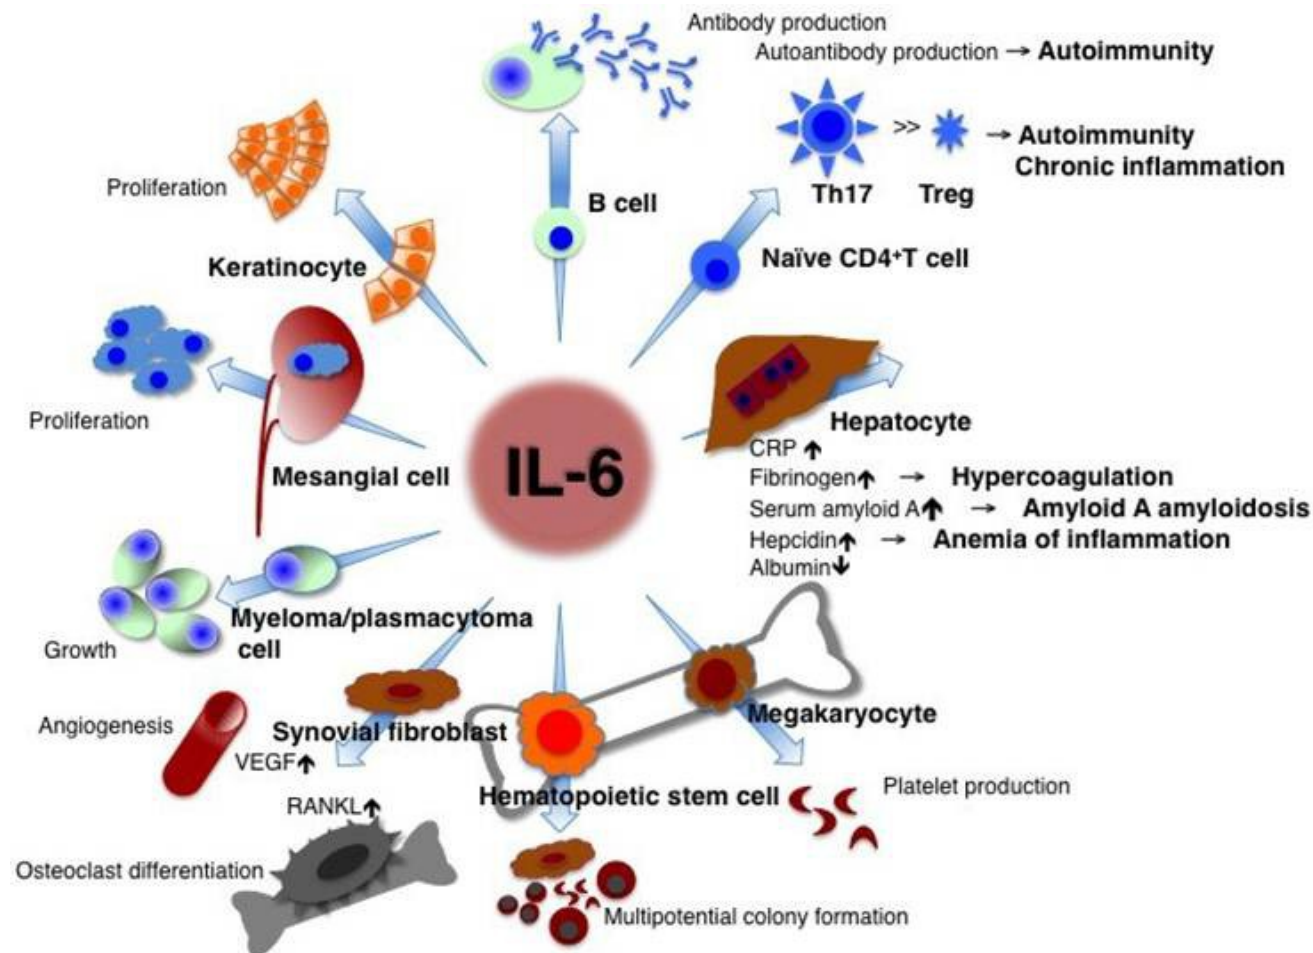 Antibody production
Autoantibody production → Autoimmunity
>> → Autoimmunity
Chronic inflammation
Th17 Treg
B cell
Naïve CD4⁺T cell
Proliferation
Keratinocyte
Proliferation
Mesangial cell
IL-6
Hepatocyte
CRP ↑
Fibrinogen↑ → Hypercoagulation
Serum amyloid A↑ → Amyloid A amyloidosis
Hepcidin↑ → Anemia of inflammation
Albumin↓
Myeloma/plasmacytoma
cell
Growth
Angiogenesis
Synovial fibroblast
VEGF↑
RANKL↑
Osteoclast differentiation
Hematopoietic stem cell
Multipotential colony formation
Megakaryocyte
Platelet production